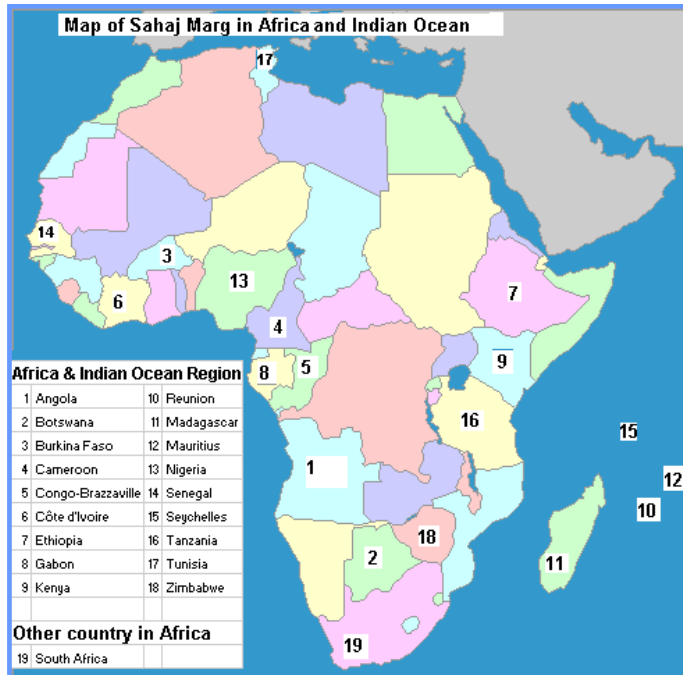 Map of Sahaj Marg in Africa and Indian Ocean
17
14
3
13
6
7
4
5
9
8
16
15
1
12
10
18
2
11
19
Africa & Indian Ocean Region
1 Angola 10 Reunion
2 Botswana 11 Madagascar
3 Burkina Faso 12 Mauritius
4 Cameroon 13 Nigeria
5 Congo-Brazzaville 14 Senegal
6 Côte d'Ivoire 15 Seychelles
7 Ethiopia 16 Tanzania
8 Gabon 17 Tunisia
9 Kenya 18 Zimbabwe
Other country in Africa
19 South Africa